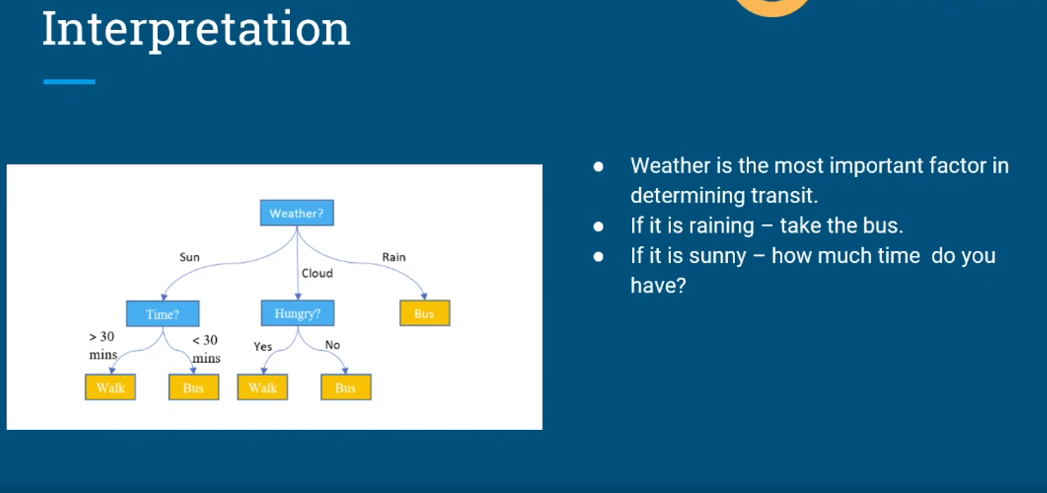 Interpretation
Weather?
Sun
Cloud
Rain
Time?
Hungry?
Bus
> 30
mins
< 30
mins
Yes
No
Walk
Bus
Walk
Bus
● Weather is the most important factor in
determining transit.
● If it is raining – take the bus.
● If it is sunny – how much time do you
have?